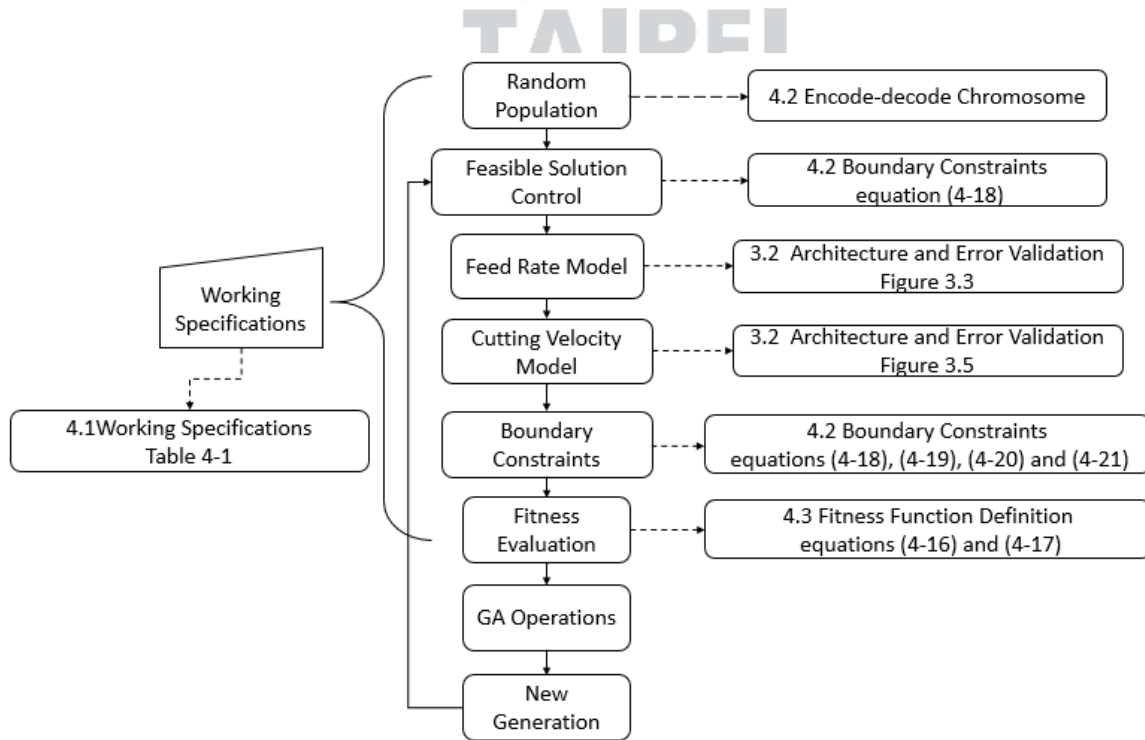 TAIPEI
Random
Population
4.2 Encode-decode Chromosome
Feasible Solution
Control
4.2 Boundary Constraints
equation (4-18)
Feed Rate Model
3.2 Architecture and Error Validation
Figure 3.3
Working
Specifications
Cutting Velocity
Model
3.2 Architecture and Error Validation
Figure 3.5
4.1Working Specifications
Table 4-1
Boundary
Constraints
4.2 Boundary Constraints
equations (4-18), (4-19), (4-20) and (4-21)
Fitness
Evaluation
4.3 Fitness Function Definition
equations (4-16) and (4-17)
GA Operations
New
Generation